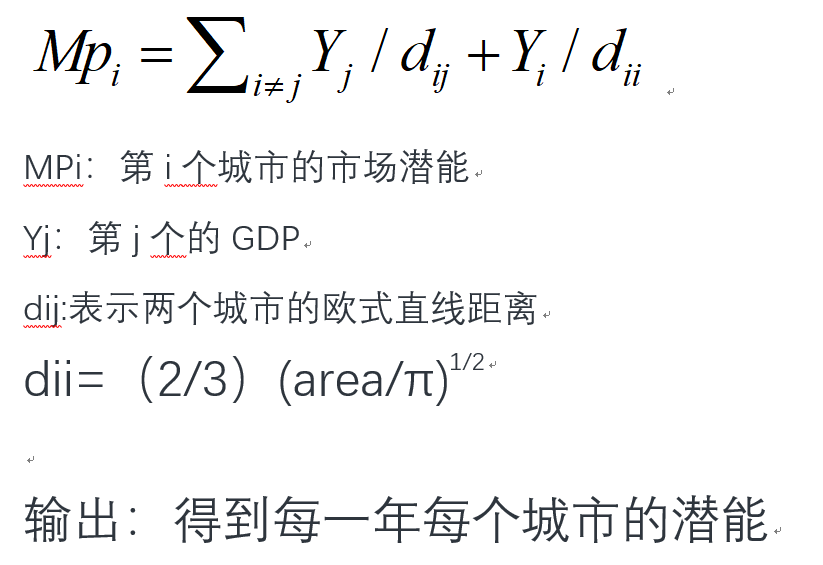 Mp_i = ∑_{i≠j} Y_j / d_{ij} + Y_i / d_{ii}
MPi：第 i 个城市的市场潜能
Yj：第 j 个的 GDP
dij:表示两个城市的欧式直线距离
dii=（2/3）(area/π)^{1/2}
输出：得到每一年每个城市的潜能